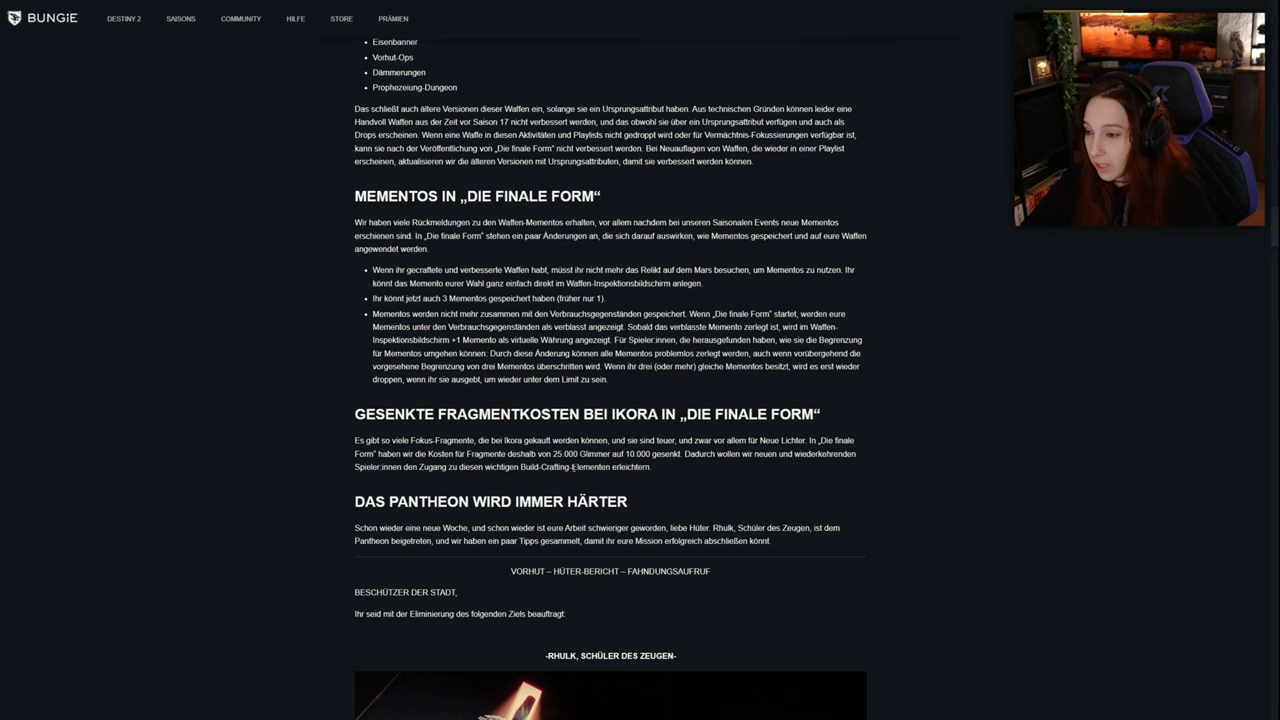 BUNGiE
DESTINY 2
SAISONS
COMMUNITY
HILFE
STORE
PRÄMIEN
• Eisenbanner
• Vorhut-Ops
• Dämmerungen
• Prophezeiung-Dungeon
Das schließt auch ältere Versionen dieser Waffen ein, solange sie ein Ursprungsattribut haben. Aus technischen Gründen können leider eine
Handvoll Waffen aus der Zeit vor Saison 17 nicht verbessert werden, und das obwohl sie über ein Ursprungsattribut verfügen und auch als
Drops erscheinen. Wenn eine Waffe in diesen Aktivitäten und Playlists nicht gedroppt wird oder für Vermächtnis-Fokussierungen verfügbar ist,
kann sie nach der Veröffentlichung von „Die finale Form" nicht verbessert werden. Bei Neuauflagen von Waffen, die wieder in einer Playlist
erscheinen, aktualisieren wir die älteren Versionen mit Ursprungsattributen, damit sie verbessert werden können.
MEMENTOS IN „DIE FINALE FORM“
Wir haben viele Rückmeldungen zu den Waffen-Mementos erhalten, vor allem nachdem bei unseren Saisonalen Events neue Mementos
erschienen sind. In „Die finale Form" stehen ein paar Änderungen an, die sich darauf auswirken, wie Mementos gespeichert und auf eure Waffen
angewendet werden.
• Wenn ihr gecraftete und verbesserte Waffen habt, müsst ihr nicht mehr das Relikt auf dem Mars besuchen, um Mementos zu nutzen. Ihr
könnt das Memento eurer Wahl ganz einfach direkt im Waffen-Inspektionsbildschirm anlegen.
• Ihr könnt jetzt auch 3 Mementos gespeichert haben (früher nur 1).
• Mementos werden nicht mehr zusammen mit den Verbrauchsgegenständen gespeichert. Wenn „Die finale Form" startet, werden eure
Mementos unter den Verbrauchsgegenständen als verblasst angezeigt. Sobald das verblasste Memento zerlegt ist, wird im Waffen-
Inspektionsbildschirm +1 Memento als virtuelle Währung angezeigt. Für Spieler:innen, die herausgefunden haben, wie sie die Begrenzung
für Mementos umgehen können: Durch diese Änderung können alle Mementos problemlos zerlegt werden, auch wenn vorübergehend die
vorgesehene Begrenzung von drei Mementos überschritten wird. Wenn ihr drei (oder mehr) gleiche Mementos besitzt, wird es erst wieder
droppen, wenn ihr sie ausgebt, um wieder unter dem Limit zu sein.
GESENKTE FRAGMENTKOSTEN BEI IKORA IN „DIE FINALE FORM“
Es gibt so viele Fokus-Fragmente, die bei Ikora gekauft werden können, und sie sind teuer, und zwar vor allem für Neue Lichter. In „Die finale
Form" haben wir die Kosten für Fragmente deshalb von 25.000 Glimmer auf 10.000 gesenkt. Dadurch wollen wir neuen und wiederkehrenden
Spieler:innen den Zugang zu diesen wichtigen Build-Crafting-Elementen erleichtern.
DAS PANTHEON WIRD IMMER HÄRTER
Schon wieder eine neue Woche, und schon wieder ist eure Arbeit schwieriger geworden, liebe Hüter. Rhulk, Schüler des Zeugen, ist dem
Pantheon beigetreten, und wir haben ein paar Tipps gesammelt, damit ihr eure Mission erfolgreich abschließen könnt.
VORHUT – HÜTER-BERICHT – FAHNDUNGSAUFRUF
BESCHÜTZER DER STADT,
Ihr seid mit der Eliminierung des folgenden Ziels beauftragt:
-RHULK, SCHÜLER DES ZEUGEN-